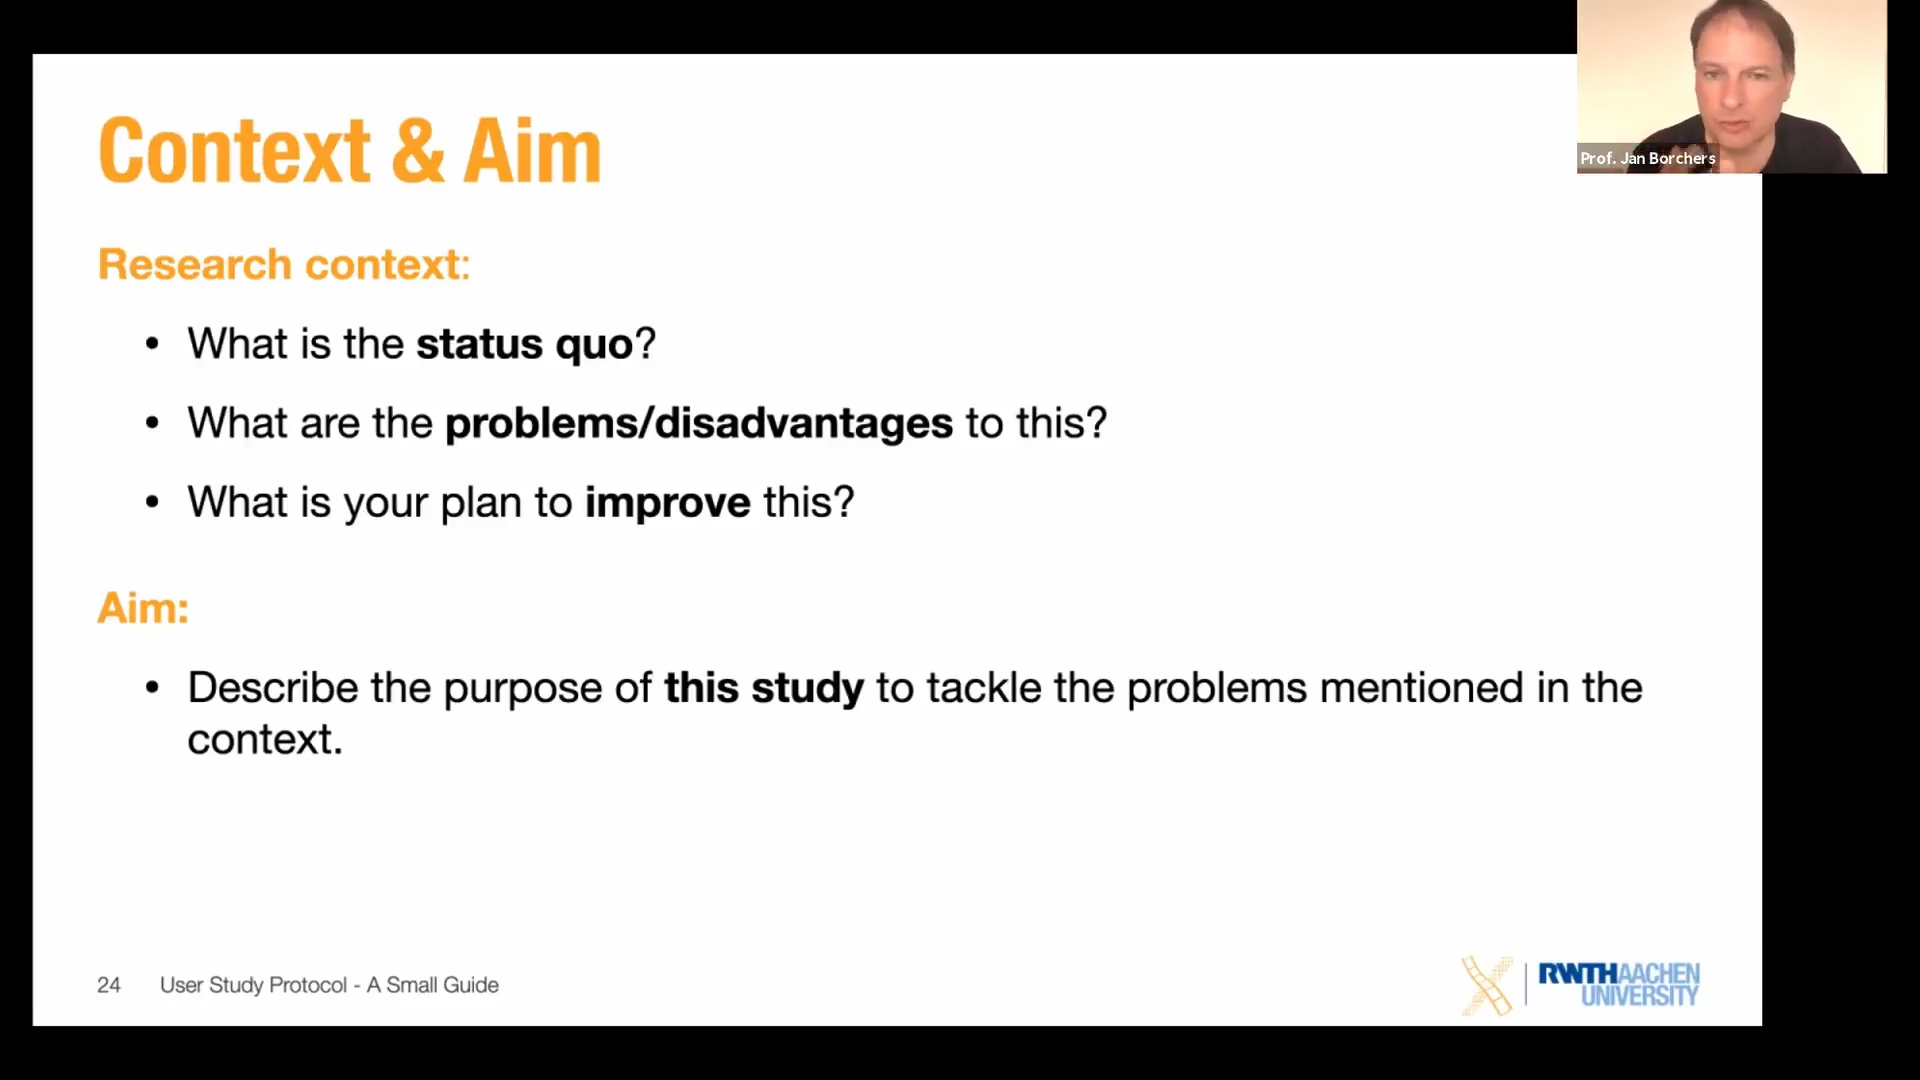 Context & Aim
Research context:
• What is the status quo?
• What are the problems/disadvantages to this?
• What is your plan to improve this?
Aim:
• Describe the purpose of this study to tackle the problems mentioned in the
context.
24 User Study Protocol - A Small Guide
RWTHAACHEN
UNIVERSITY
Prof. Jan Borchers